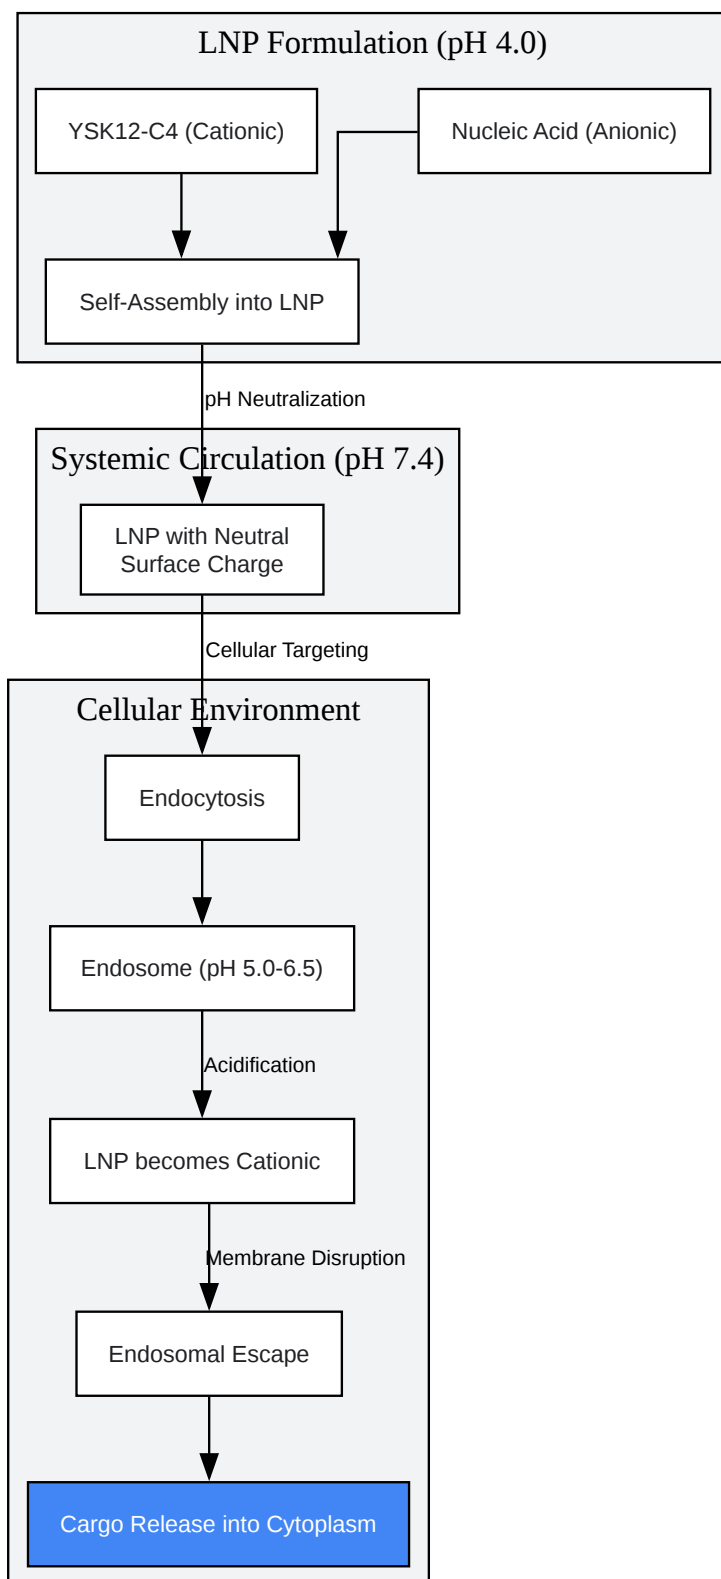 LNP Formulation (pH 4.0)
YSK12-C4 (Cationic)
Nucleic Acid (Anionic)
Self-Assembly into LNP
pH Neutralization
Systemic Circulation (pH 7.4)
LNP with Neutral
Surface Charge
Cellular Targeting
Cellular Environment
Endocytosis
Endosome (pH 5.0-6.5)
Acidification
LNP becomes Cationic
Membrane Disruption
Endosomal Escape
Cargo Release into Cytoplasm